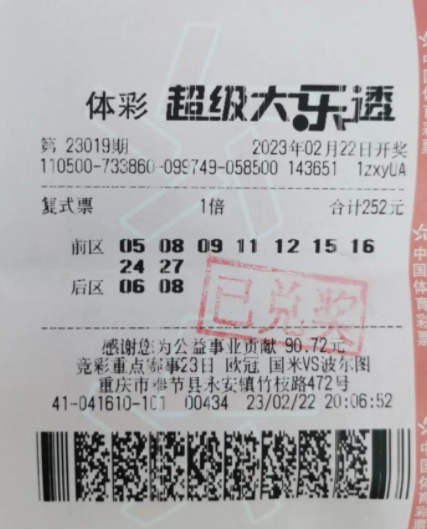 体彩 超级大乐透
第 23019期 2023年02月22日开奖
110500-733860-099749-058500 143651 1zxyUA
复式票 1倍 合计252元
前区 05 08 09 11 12 15 16
24 27
后区 06 08
已兑奖
感谢您为公益事业贡献 90.72元
竞彩重点赛事23日 欧冠 国米VS波尔图
重庆市奉节县永安镇竹枝路472号
41-041610-101 00434 23/02/22 20:06:52
中国体育彩票
中国体育彩票
中国体育彩票